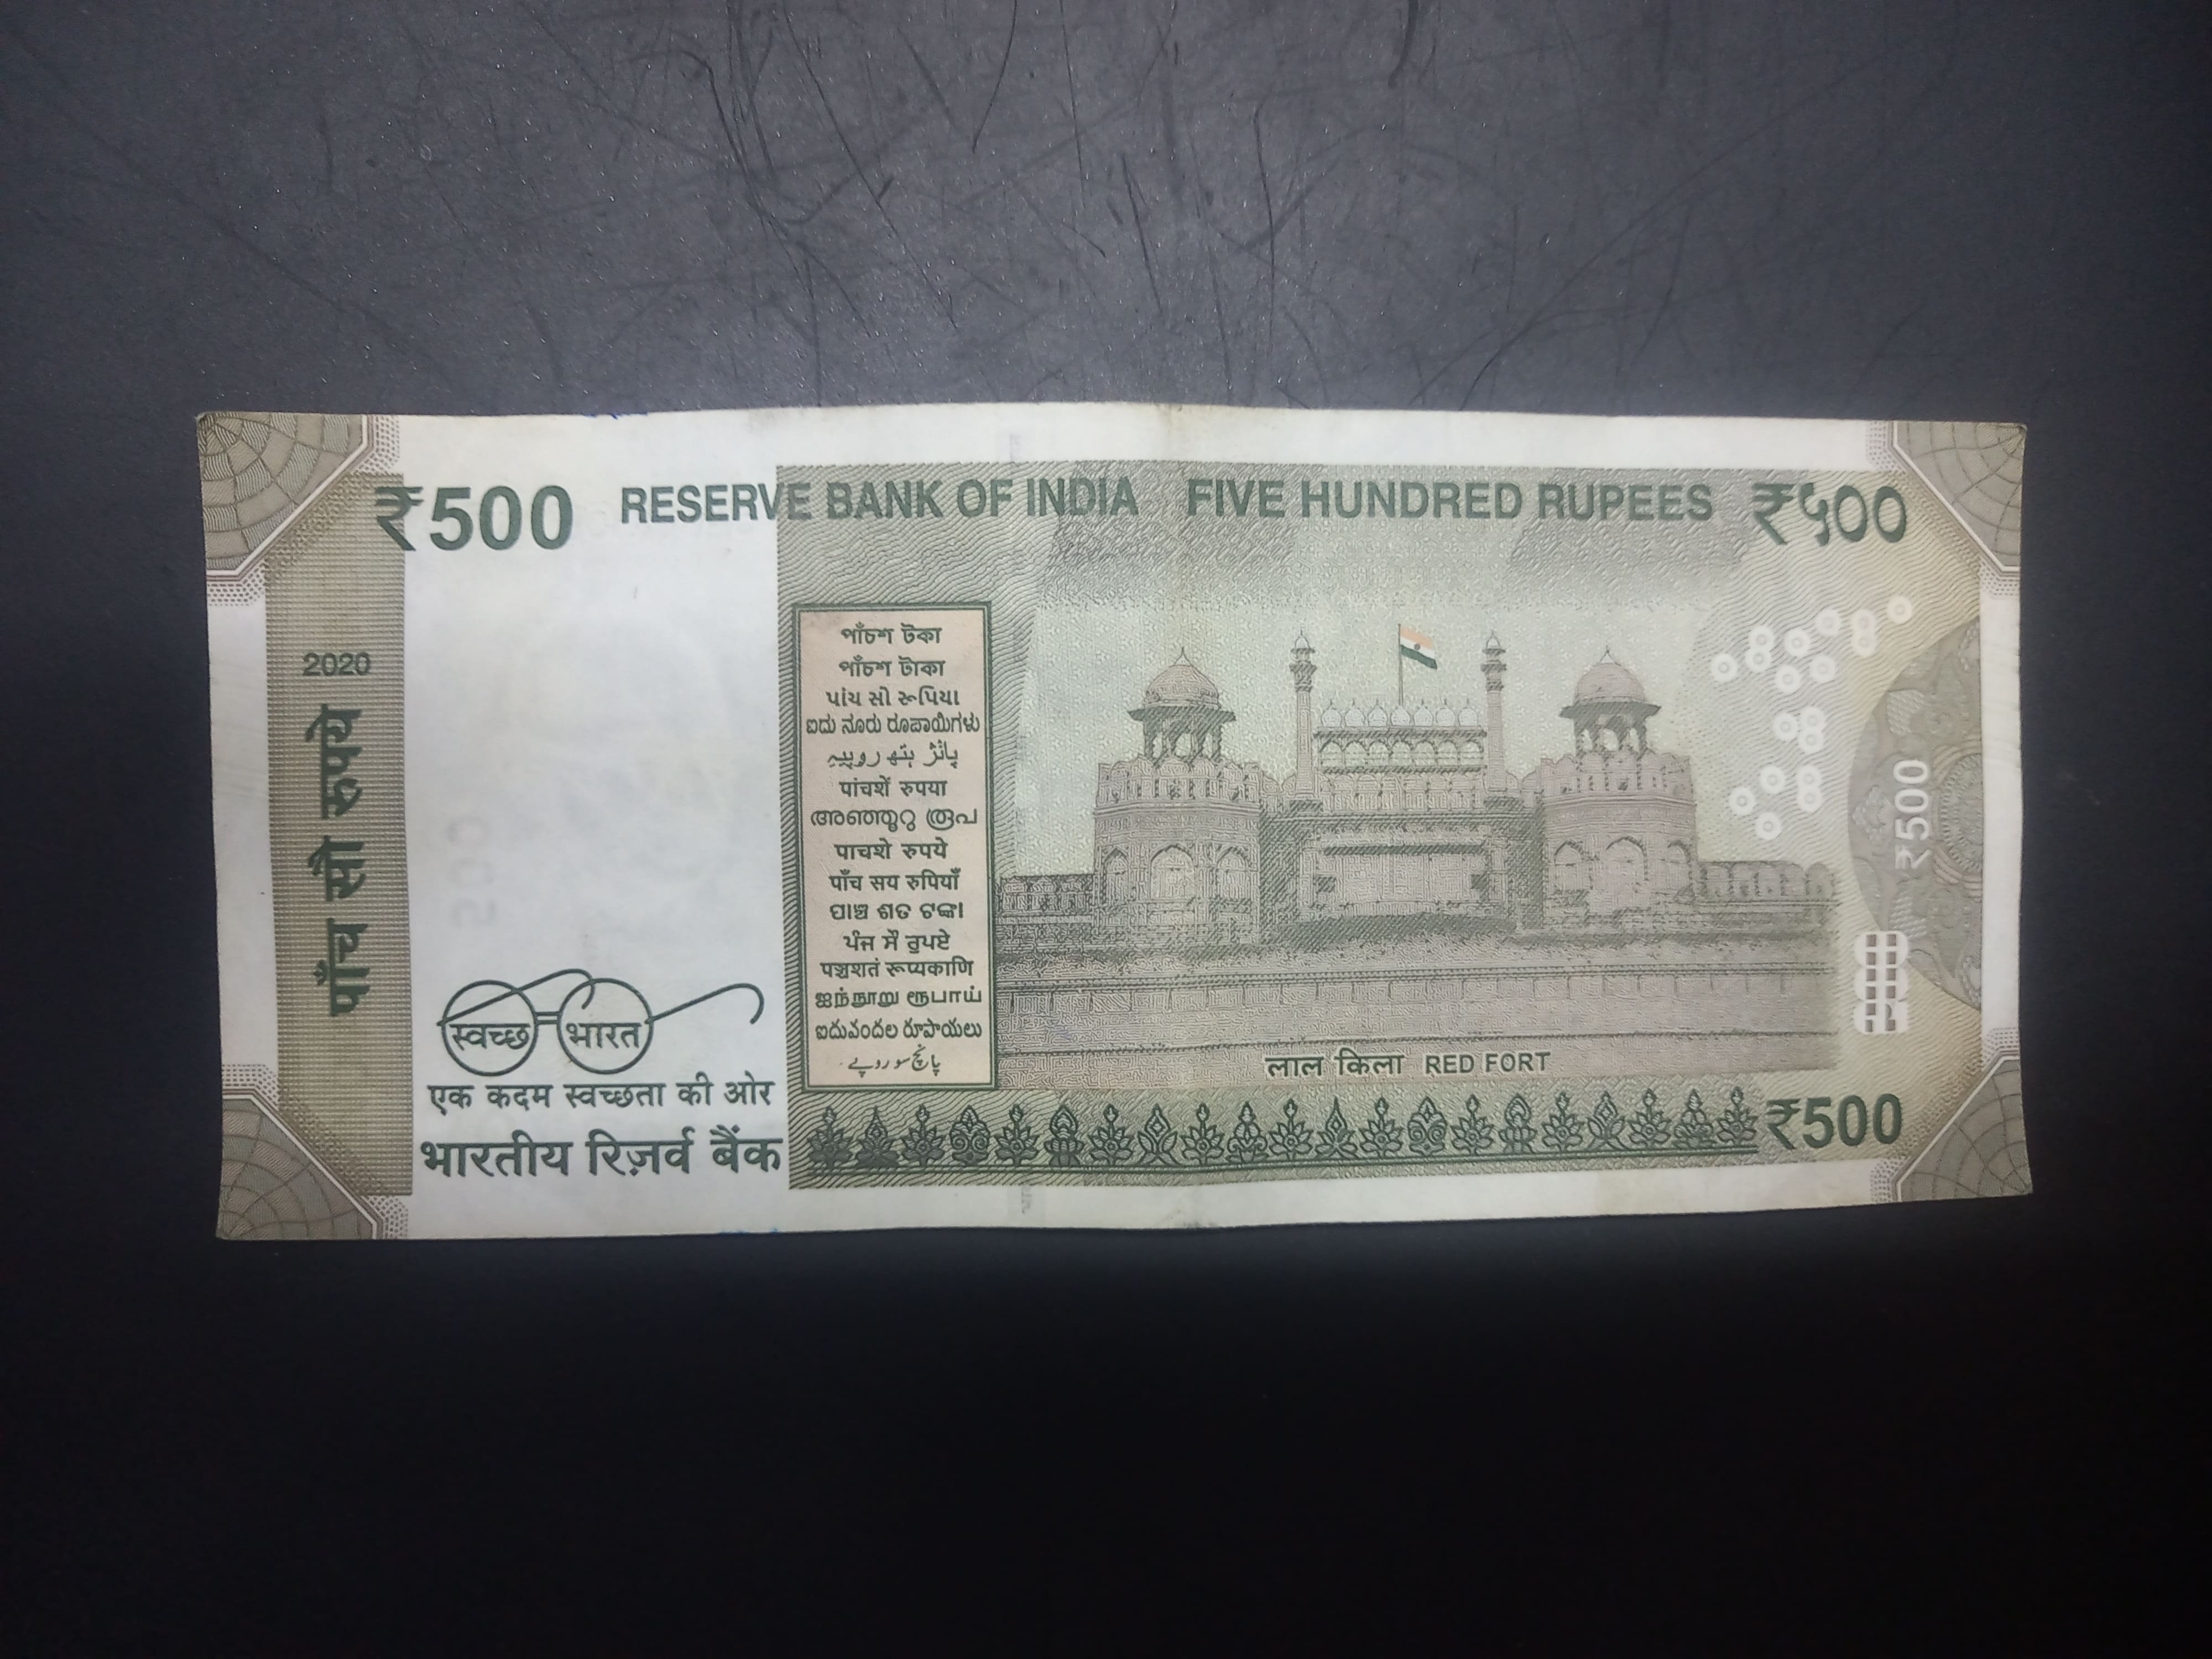 ₹500 RESERVE BANK OF INDIA FIVE HUNDRED RUPEES ₹५००
2020
पाँच सौ रुपये
পাঁচশ টকা
পাঁচশ টাকা
પાંચ સો રૂપિયા
ಐದು ನೂರು ರೂಪಾಯಿಗಳು
پانٛژ ہَتھ روپیہِ
पांचशें रुपया
അഞ്ഞൂറു രൂപ
पाचशे रुपये
पाँच सय रुपियाँ
ପାଞ୍ଚ ଶତ ଟଙ୍କା
ਪੰਜ ਸੌ ਰੁਪਏ
पञ्चशतं रूप्यकाणि
ஐந்நூறு ரூபாய்
ఐదువందల రూపాయలు
پانچ سو روپے
₹500
स्वच्छ भारत
एक कदम स्वच्छता की ओर
भारतीय रिज़र्व बैंक
लाल किला RED FORT
₹500